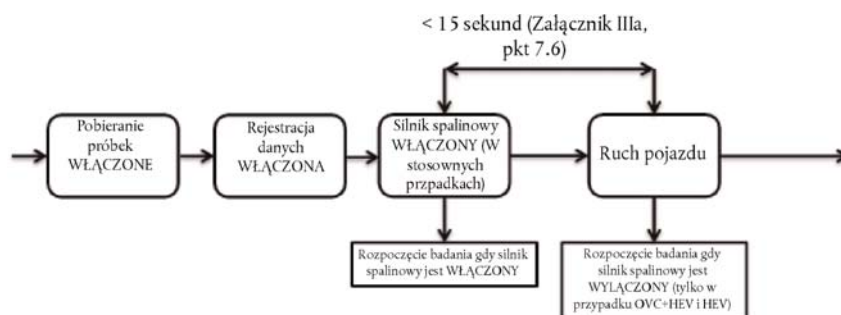 < 15 sekund (Załącznik IIIa,
pkt 7.6)
Pobieranie
próbek
WŁĄCZONE
Rejestracja
danych
WŁĄCZONA
Silnik spalinowy
WŁĄCZONY (W
stosownych
przpadkach)
Ruch pojazdu
Rozpoczęcie badania gdy silnik
spalinowy jest WŁĄCZONY
Rozpoczęcie badania gdy
silnik spalinowy jest
WYLĄCZONY (tylko w
przypadku OVC+HEV i HEV)